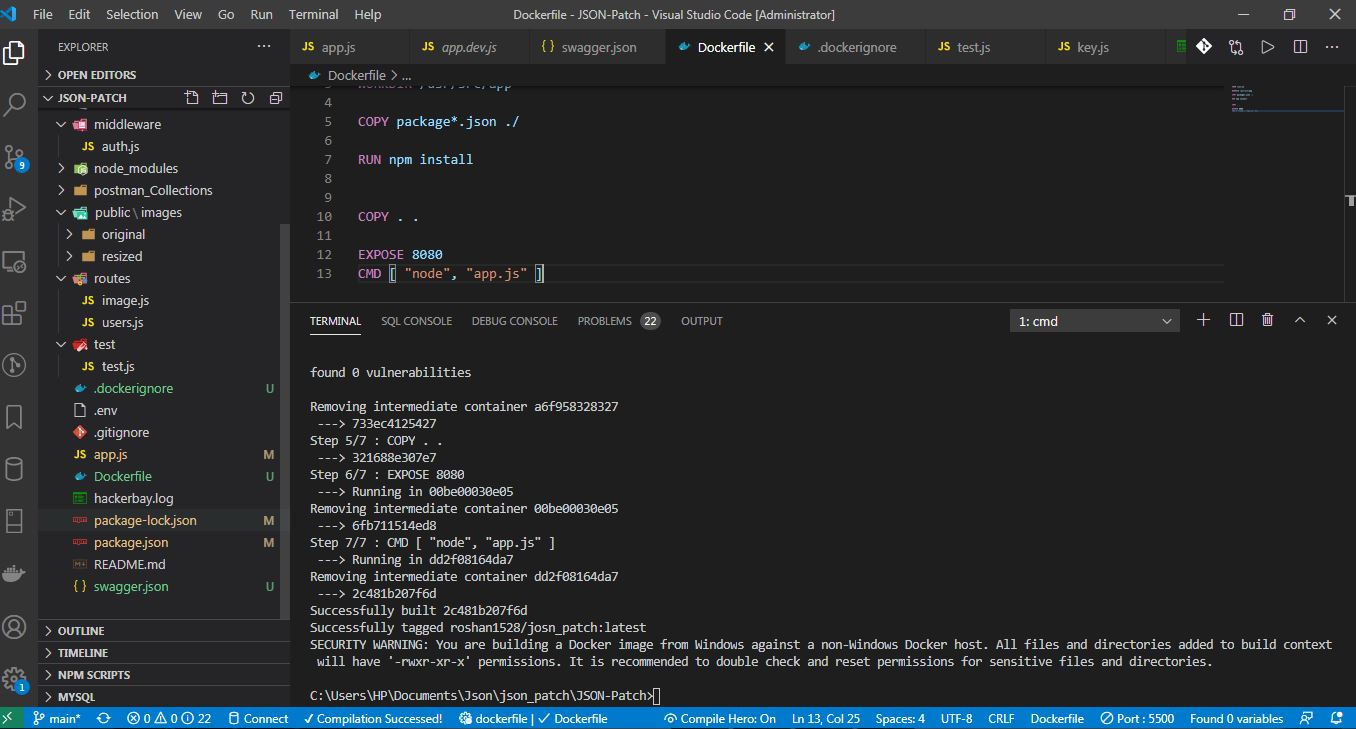 File Edit Selection View Go Run Terminal Help Dockerfile - JSON-Patch - Visual Studio Code [Administrator]
EXPLORER ...
JS app.js JS app.dev.js {} swagger.json Dockerfile × .dockerignore JS test.js JS key.js
OPEN EDITORS
Dockerfile > ...
JSON-PATCH
middleware
JS auth.js
node_modules
postman_Collections
public \ images
original
resized
routes
JS image.js
JS users.js
test
JS test.js
.dockerignore U
.env
.gitignore
JS app.js M
Dockerfile U
hackerbay.log
package-lock.json M
package.json M
README.md
{} swagger.json U
OUTLINE
TIMELINE
NPM SCRIPTS
MYSQL
9
1
3 WORKDIR /usr/src/app
4
5 COPY package*.json ./
6
7 RUN npm install
8
9
10 COPY . .
11
12 EXPOSE 8080
13 CMD [ "node", "app.js" ]
TERMINAL SQL CONSOLE DEBUG CONSOLE PROBLEMS 22 OUTPUT 1: cmd
found 0 vulnerabilities
Removing intermediate container a6f958328327
---> 733ec4125427
Step 5/7 : COPY . .
---> 321688e307e7
Step 6/7 : EXPOSE 8080
---> Running in 00be00030e05
Removing intermediate container 00be00030e05
---> 6fb711514ed8
Step 7/7 : CMD [ "node", "app.js" ]
---> Running in dd2f08164da7
Removing intermediate container dd2f08164da7
---> 2c481b207f6d
Successfully built 2c481b207f6d
Successfully tagged roshan1528/josn_patch:latest
SECURITY WARNING: You are building a Docker image from Windows against a non-Windows Docker host. All files and directories added to build context
will have '-rwxr-xr-x' permissions. It is recommended to double check and reset permissions for sensitive files and directories.
C:\Users\HP\Documents\Json\json_patch\JSON-Patch>
main* 0 0 22 Connect ✓ Compilation Successed! dockerfile | ✓ Dockerfile Compile Hero: On Ln 13, Col 25 Spaces: 4 UTF-8 CRLF Dockerfile Port : 5500 Found 0 variables